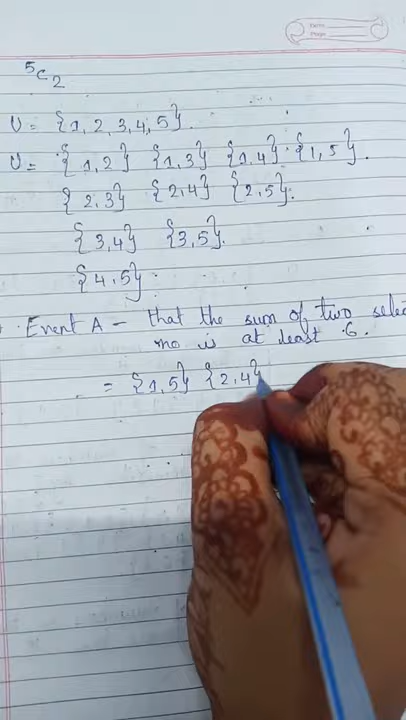 ⁵C₂
U = {1, 2, 3, 4, 5}.
U = {1, 2} {1, 3} {1, 4} {1, 5}.
{2, 3} {2, 4} {2, 5}.
{3, 4} {3, 5}.
{4, 5}.
Event A - that the sum of two
no is at least 6.
= {1, 5} {2, 4}